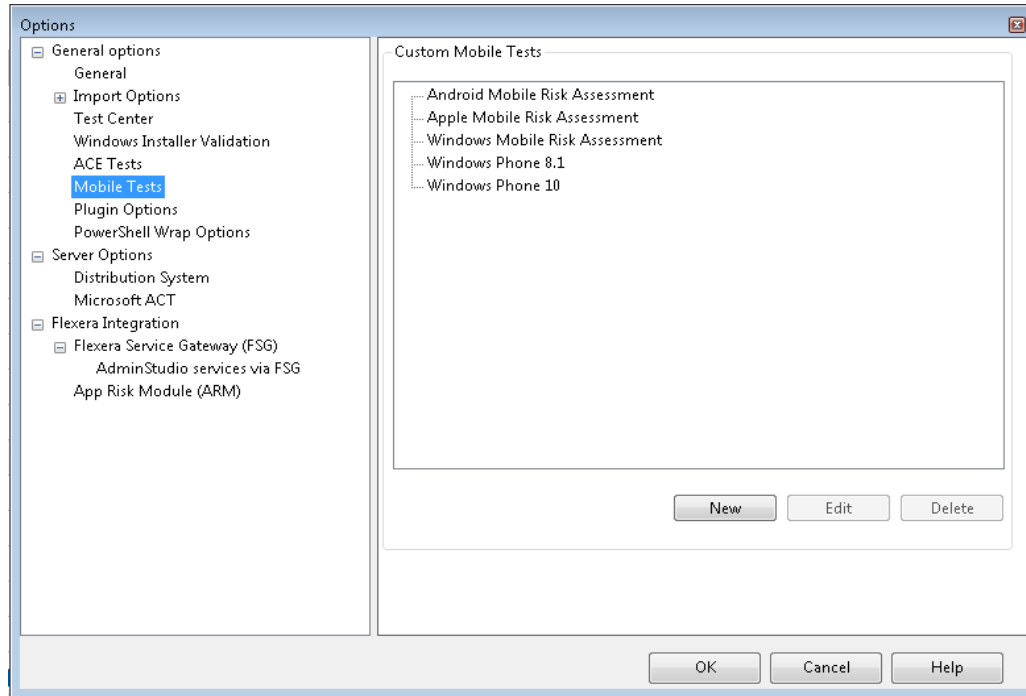 Options
General options
General
Import Options
Test Center
Windows Installer Validation
ACE Tests
Mobile Tests
Plugin Options
PowerShell Wrap Options
Server Options
Distribution System
Microsoft ACT
Flexera Integration
Flexera Service Gateway (FSG)
AdminStudio services via FSG
App Risk Module (ARM)
Custom Mobile Tests
Android Mobile Risk Assessment
Apple Mobile Risk Assessment
Windows Mobile Risk Assessment
Windows Phone 8.1
Windows Phone 10
New Edit Delete
OK Cancel Help